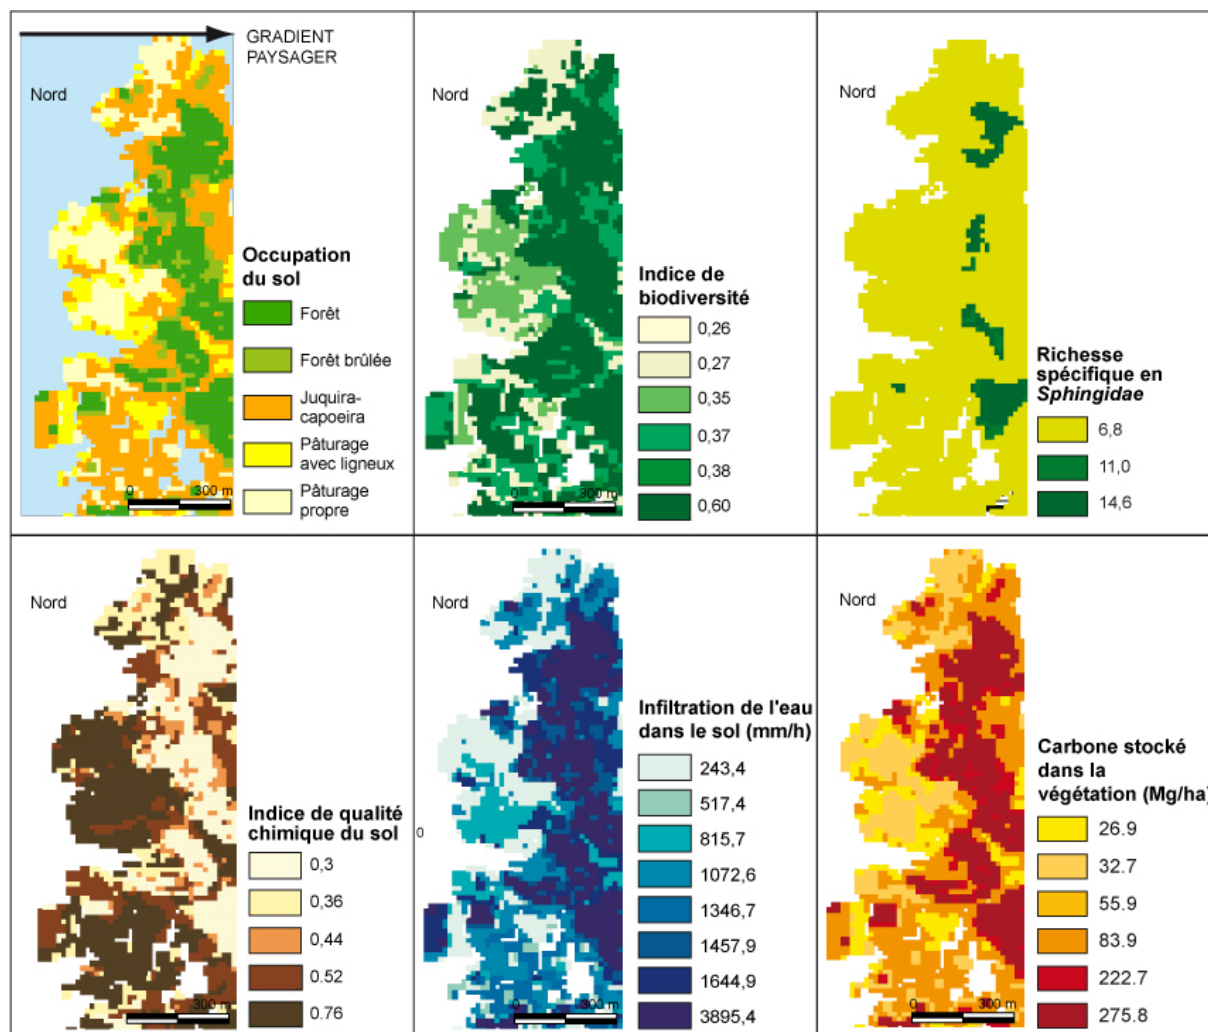 GRADIENT
PAYSAGER
Nord
Occupation
du sol
Forêt
Forêt brûlée
Juquira-
capoeira
Pâturage
avec ligneux
Pâturage
propre
0 300 m
Nord
Indice de
biodiversité
0,26
0,27
0,35
0,37
0,38
0,60
0 300 m
Nord
Richesse
spécifique en
Sphingidae
6,8
11,0
14,6
Nord
Indice de qualité
chimique du sol
0,3
0,36
0,44
0.52
0.76
300 m
Nord
0
Infiltration de l'eau
dans le sol (mm/h)
243,4
517,4
815,7
1072,6
1346,7
1457,9
1644,9
3895,4
0 300 m
Nord
Carbone stocké
dans la
végétation (Mg/ha)
26.9
32.7
55.9
83.9
222.7
275.8
0 300 m